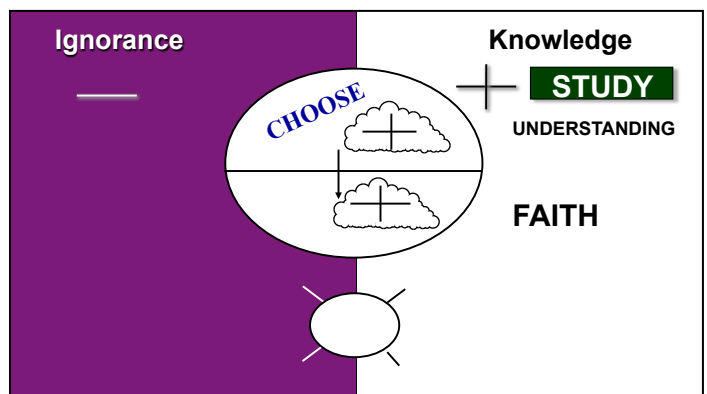 Ignorance
Knowledge
STUDY
UNDERSTANDING
CHOOSE
FAITH